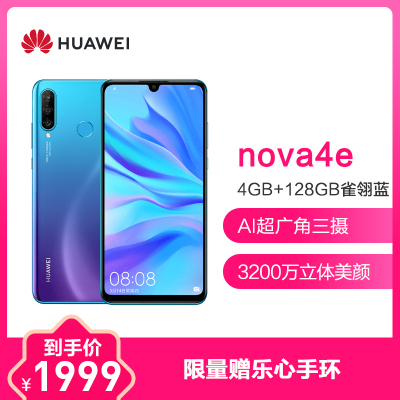 HUAWEI
nova4e
4GB+128GB雀翎蓝
AI超广角三摄
3200万立体美颜
08:08
HUAWEI
到手价
¥1999
限量赠乐心手环